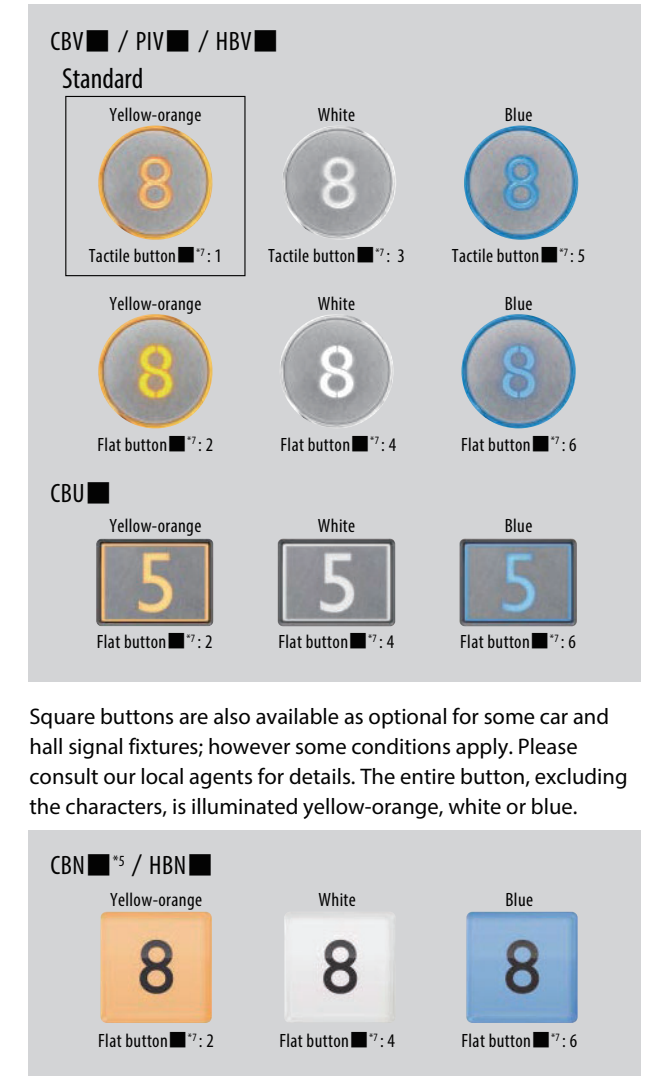 CBV■ / PIV■ / HBV■
Standard
Yellow-orange White Blue
8 8 8
Tactile button■*7: 1 Tactile button■*7: 3 Tactile button■*7: 5
Yellow-orange White Blue
8 8 8
Flat button■*7: 2 Flat button■*7: 4 Flat button■*7: 6
CBU■
Yellow-orange White Blue
5 5 5
Flat button■*7: 2 Flat button■*7: 4 Flat button■*7: 6
Square buttons are also available as optional for some car and
hall signal fixtures; however some conditions apply. Please
consult our local agents for details. The entire button, excluding
the characters, is illuminated yellow-orange, white or blue.
CBN■*5 / HBN■
Yellow-orange White Blue
8 8 8
Flat button■*7: 2 Flat button■*7: 4 Flat button■*7: 6